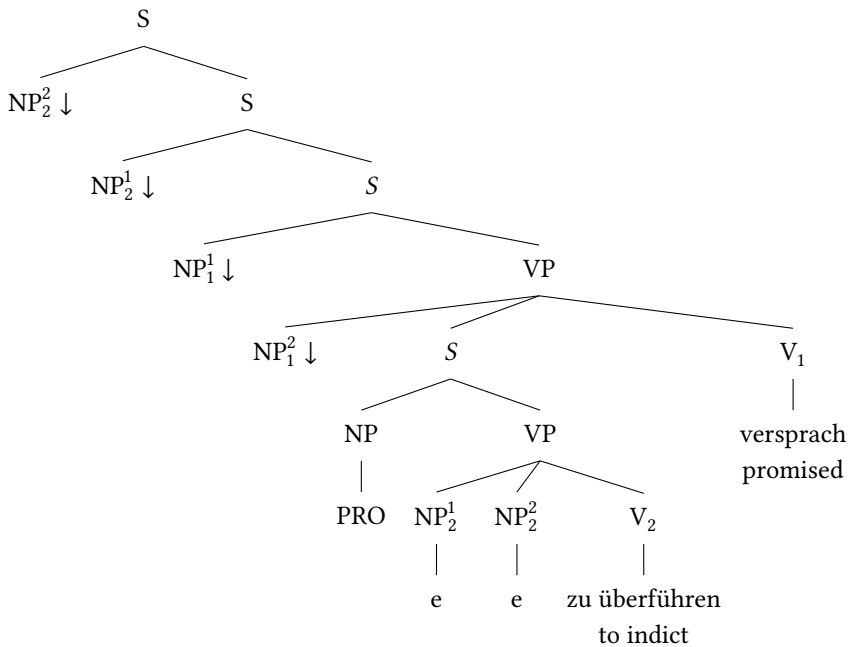 S
NP²₂ ↓ S
NP¹₂ ↓ S
NP¹₁ ↓ VP
NP²₁ ↓ S V₁
NP VP versprach
promised
PRO NP¹₂ NP²₂ V₂
e e zu überführen
to indict